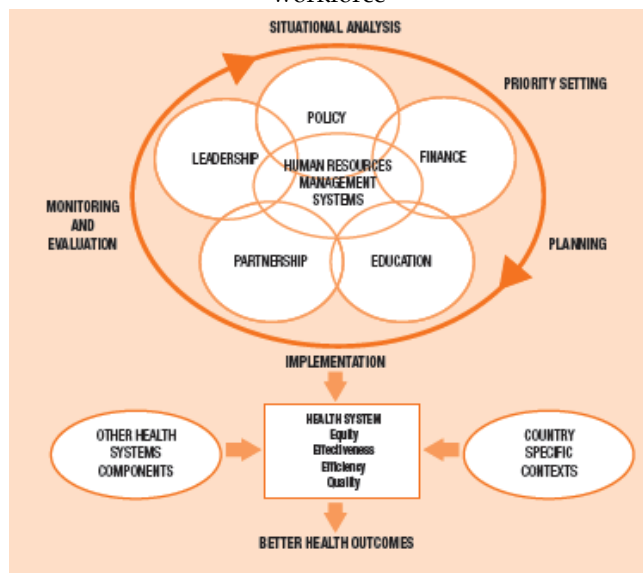 workforce
SITUATIONAL ANALYSIS
PRIORITY SETTING
POLICY
LEADERSHIP
FINANCE
HUMAN RESOURCES
MANAGEMENT
SYSTEMS
MONITORING
AND
EVALUATION
PLANNING
PARTNERSHIP
EDUCATION
IMPLEMENTATION
HEALTH SYSTEM
Equity
Effectiveness
Efficiency
Quality
OTHER HEALTH
SYSTEMS
COMPONENTS
COUNTRY
SPECIFIC
CONTEXTS
BETTER HEALTH OUTCOMES